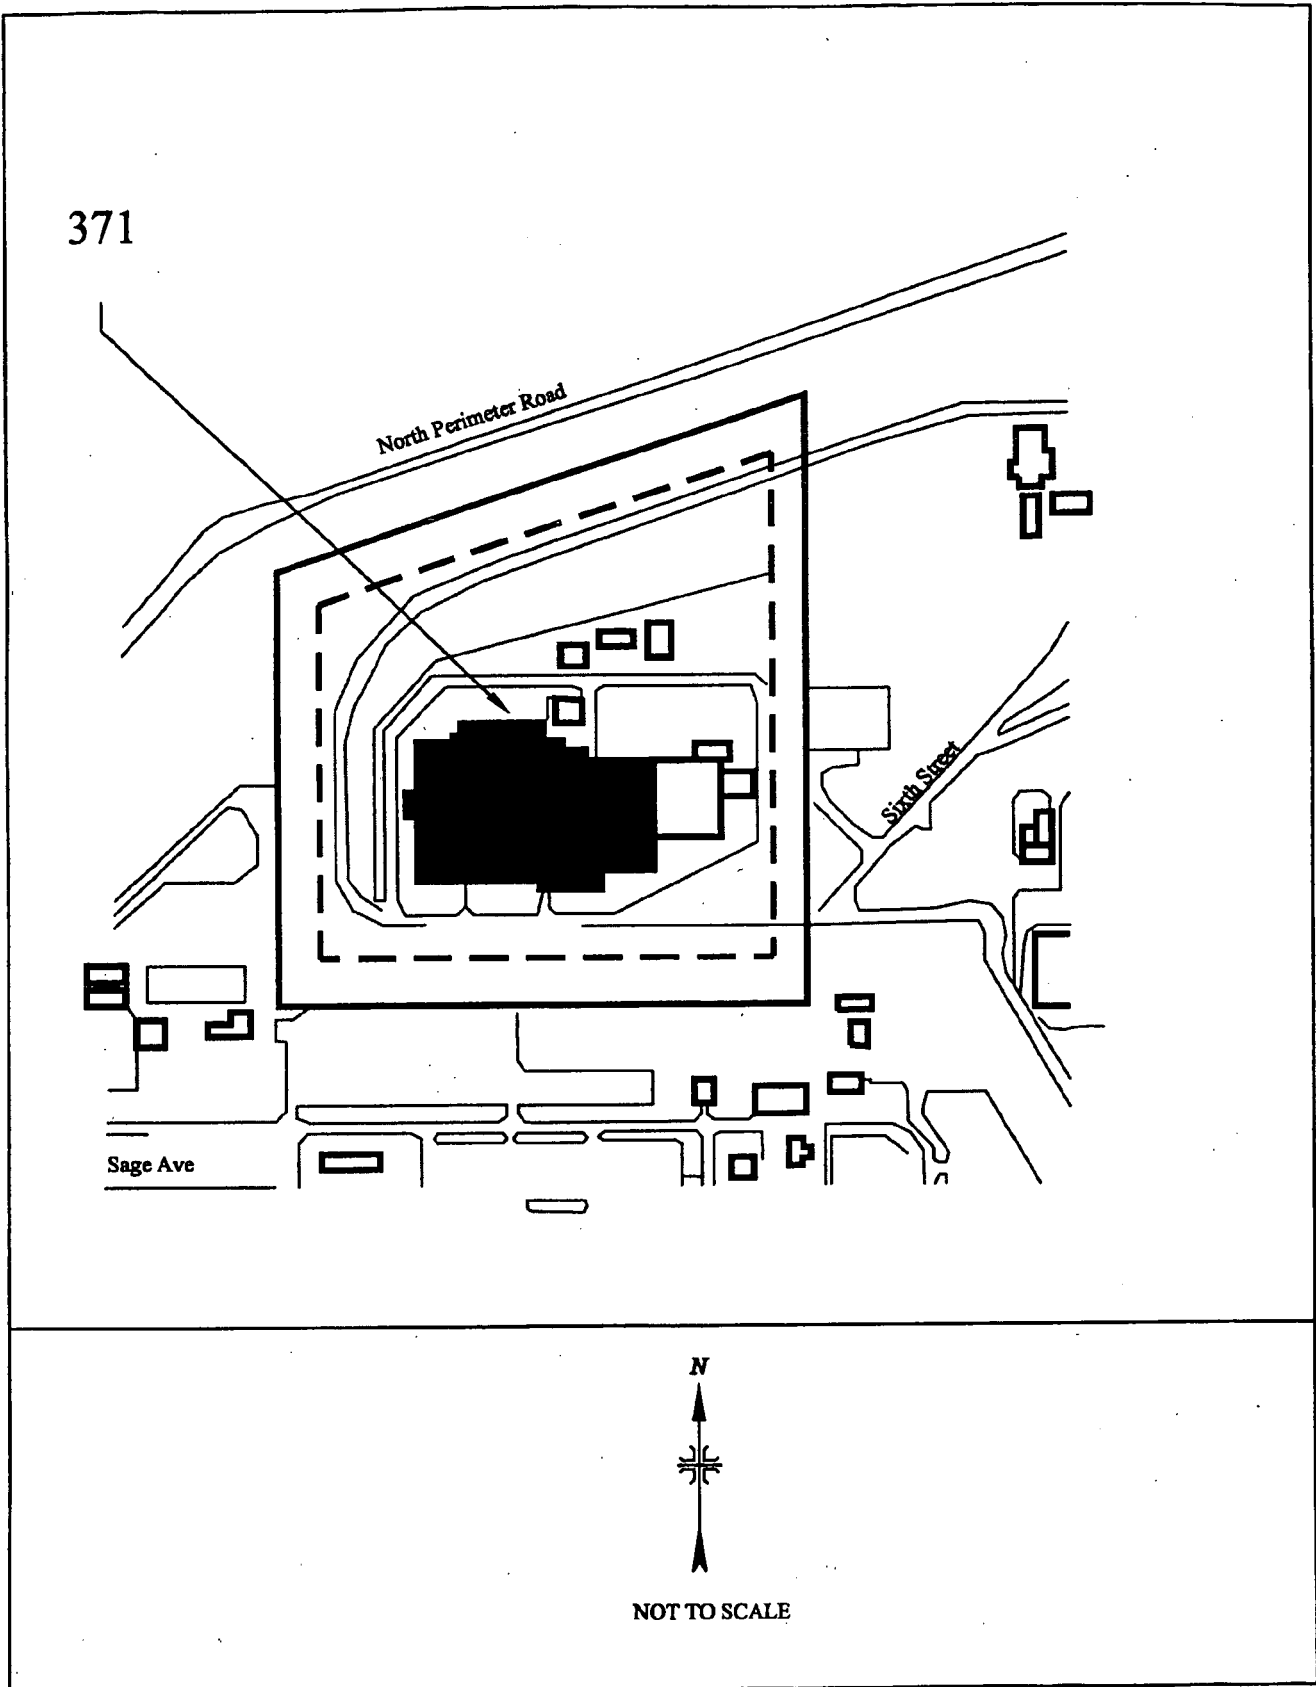 371
North Perimeter Road
Sixth Street
Sage Ave
N
NOT TO SCALE